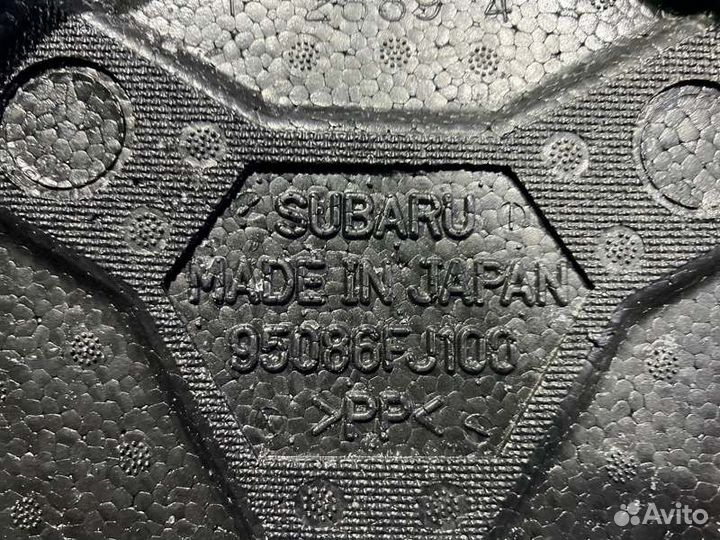 SUBARU
MADE IN JAPAN
95086FJ100
>PP<
Avito